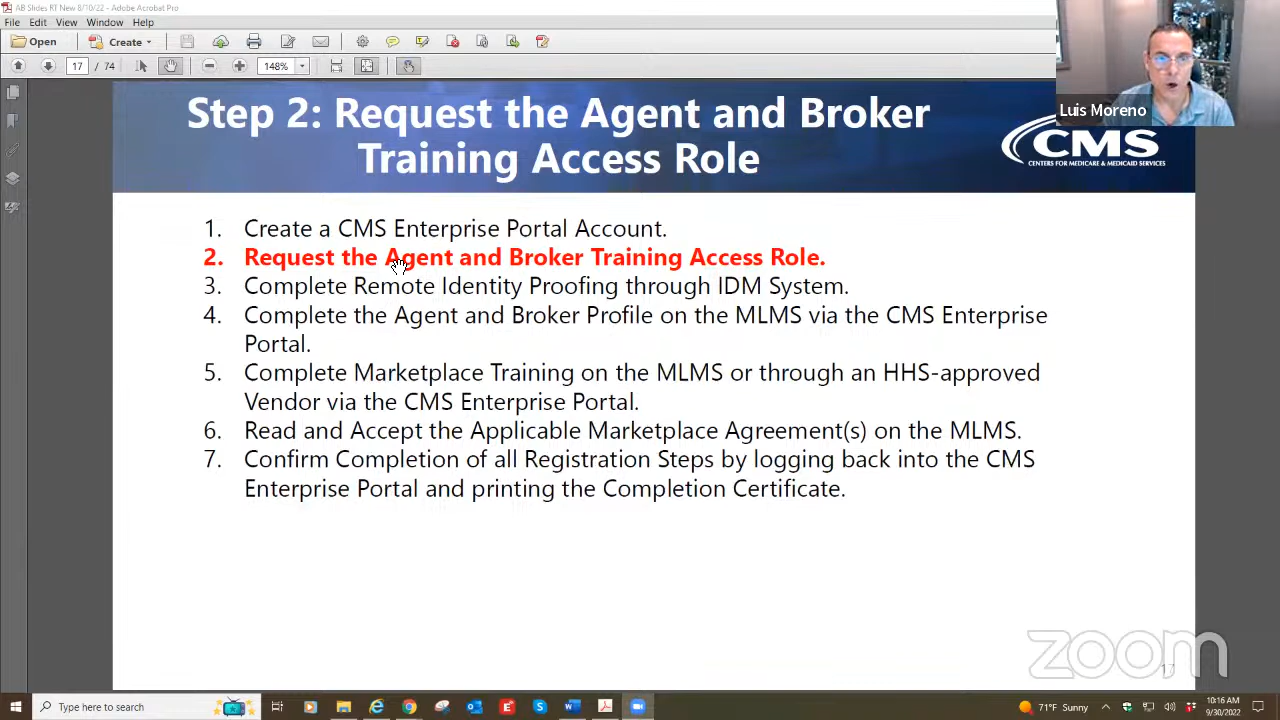 AB Slides RT New 8/10/22 - Adobe Acrobat Pro
File Edit View Window Help
Open Create 
17 / 74 148%
Luis Moreno
Step 2: Request the Agent and Broker
Training Access Role
CMS
CENTERS FOR MEDICARE & MEDICAID SERVICES
1. Create a CMS Enterprise Portal Account.
2. Request the Agent and Broker Training Access Role.
3. Complete Remote Identity Proofing through IDM System.
4. Complete the Agent and Broker Profile on the MLMS via the CMS Enterprise
Portal.
5. Complete Marketplace Training on the MLMS or through an HHS-approved
Vendor via the CMS Enterprise Portal.
6. Read and Accept the Applicable Marketplace Agreement(s) on the MLMS.
7. Confirm Completion of all Registration Steps by logging back into the CMS
Enterprise Portal and printing the Completion Certificate.
zoom
17
Type here to search
71°F Sunny
10:16 AM
9/30/2022